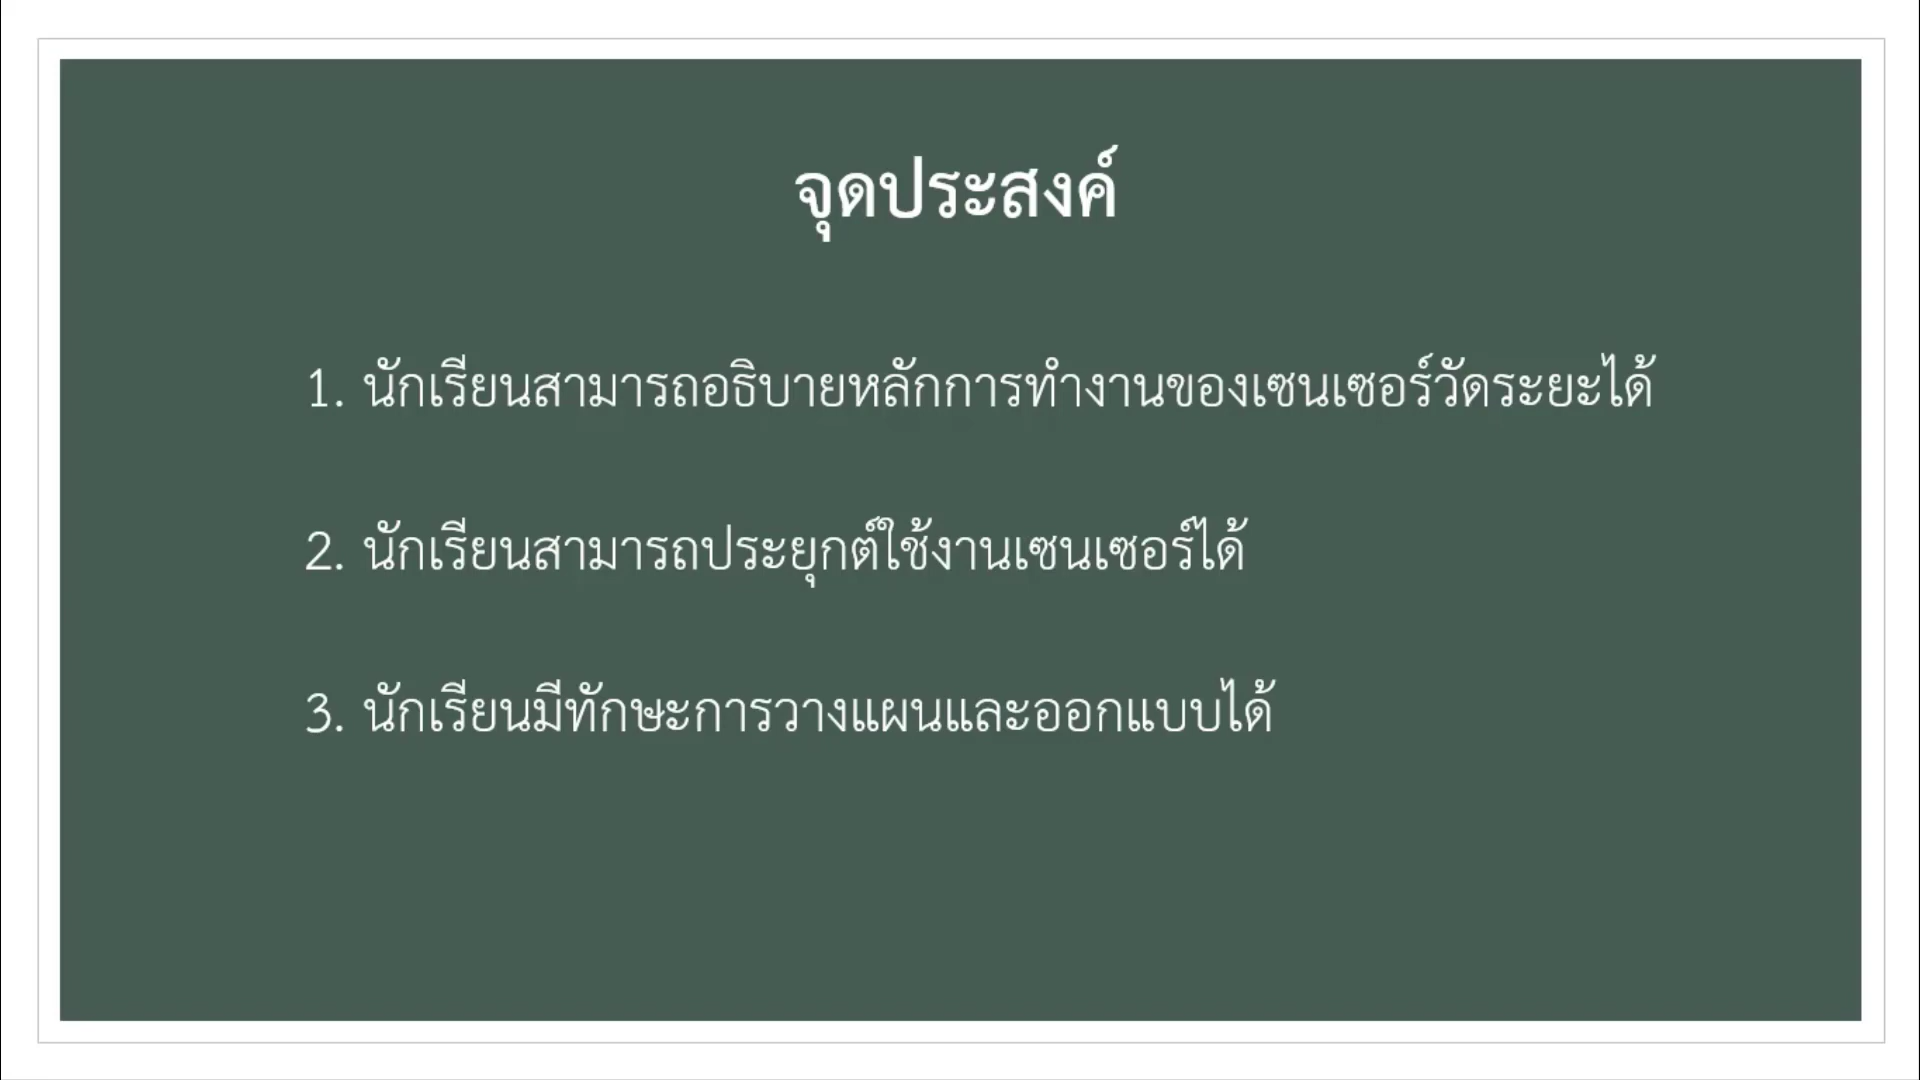 จุดประสงค์
1. นักเรียนสามารถอธิบายหลักการทำงานของเซนเซอร์วัดระยะได้
2. นักเรียนสามารถประยุกต์ใช้งานเซนเซอร์ได้
3. นักเรียนมีทักษะการวางแผนและออกแบบได้